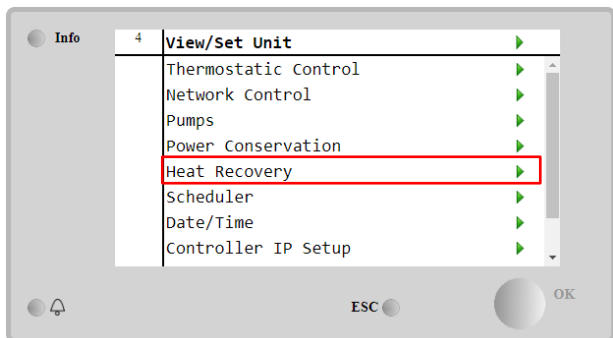 Info
4 View/Set Unit
Thermostatic Control
Network Control
Pumps
Power Conservation
Heat Recovery
Scheduler
Date/Time
Controller IP Setup
ESC
OK